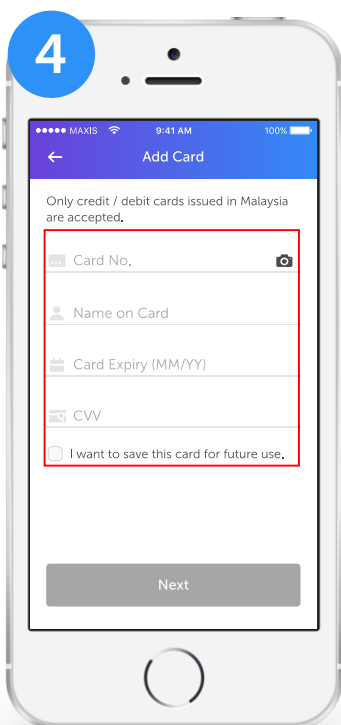 4
MAXIS 9:41 AM 100%
Add Card
Only credit / debit cards issued in Malaysia
are accepted.
Card No.
Name on Card
Card Expiry (MM/YY)
CVV
I want to save this card for future use.
Next